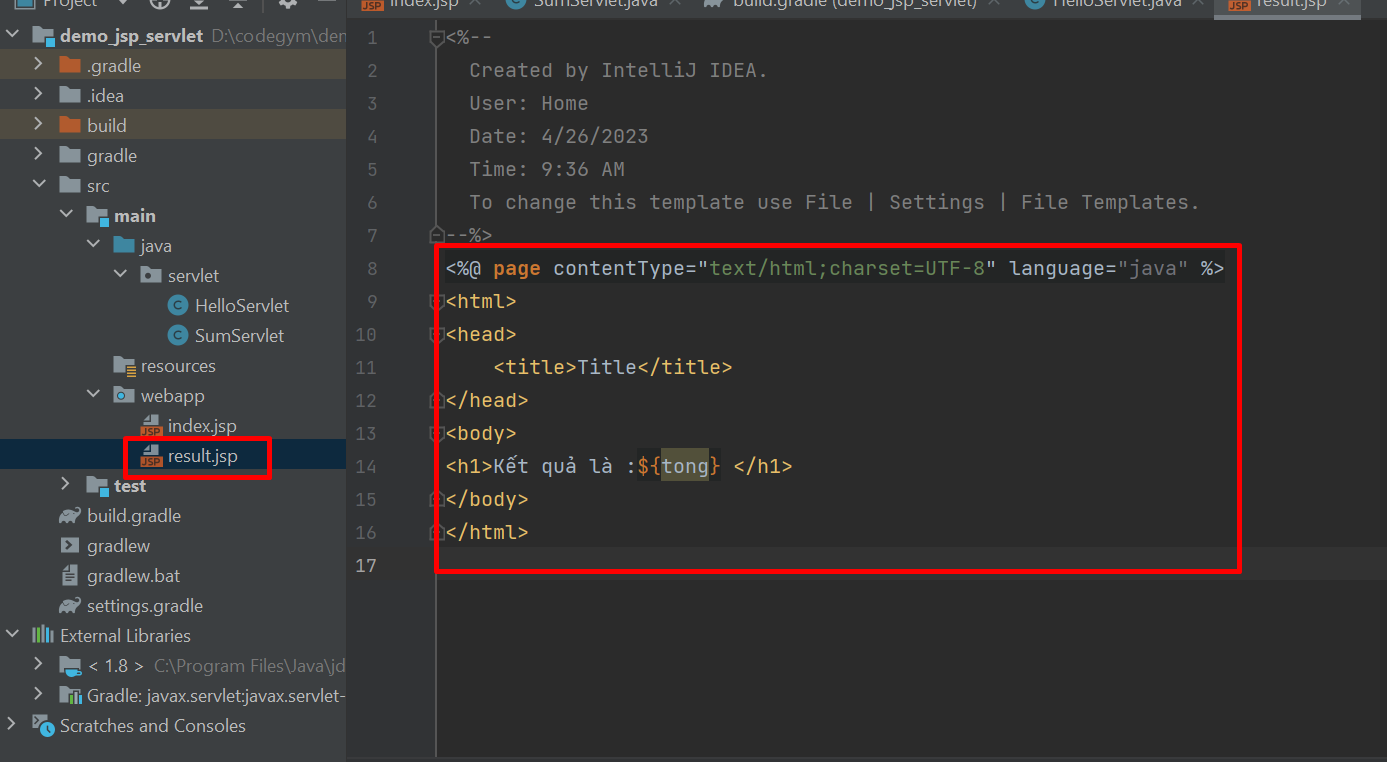 Project
demo_jsp_servlet D:\codegym\den
.gradle
.idea
build
gradle
src
main
java
servlet
HelloServlet
SumServlet
resources
webapp
index.jsp
result.jsp
test
build.gradle
gradlew
gradlew.bat
settings.gradle
External Libraries
< 1.8 > C:\Program Files\Java\jd
Gradle: javax.servlet:javax.servlet-
Scratches and Consoles
index.jsp SumServlet.java build.gradle (demo_jsp_servlet) HelloServlet.java result.jsp
1 <%--
2 Created by IntelliJ IDEA.
3 User: Home
4 Date: 4/26/2023
5 Time: 9:36 AM
6 To change this template use File | Settings | File Templates.
7 --%>
8 <%@ page contentType="text/html;charset=UTF-8" language="java" %>
9 <html>
10 <head>
11 <title>Title</title>
12 </head>
13 <body>
14 <h1>Kết quả là :${tong} </h1>
15 </body>
16 </html>
17